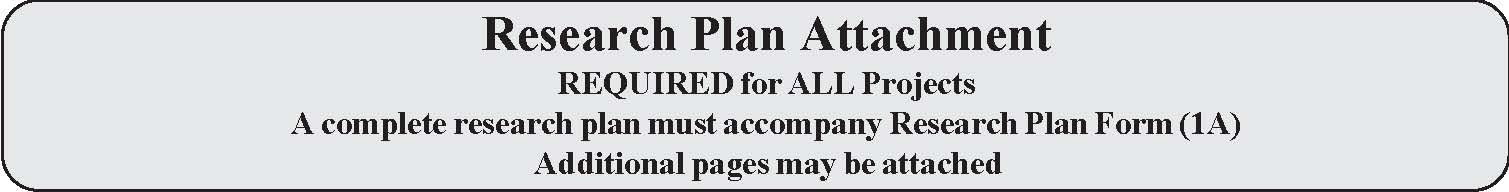 Research Plan Attachment
REQUIRED for ALL Projects
A complete research plan must accompany Research Plan Form (1A)
Additional pages may be attached